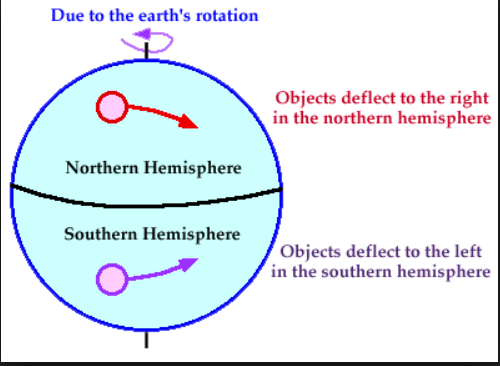 Due to the earth's rotation
Objects deflect to the right
in the northern hemisphere
Northern Hemisphere
Southern Hemisphere
Objects deflect to the left
in the southern hemisphere